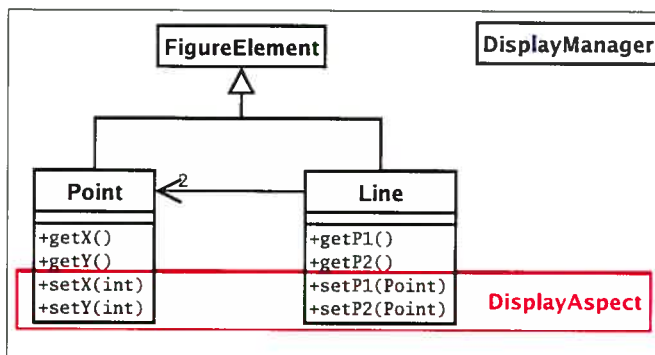 FigureElement
DisplayManager
2
Point
Line
+getX()
+getY()
+setX(int)
+setY(int)
+getP1()
+getP2()
+setP1(Point)
+setP2(Point)
DisplayAspect